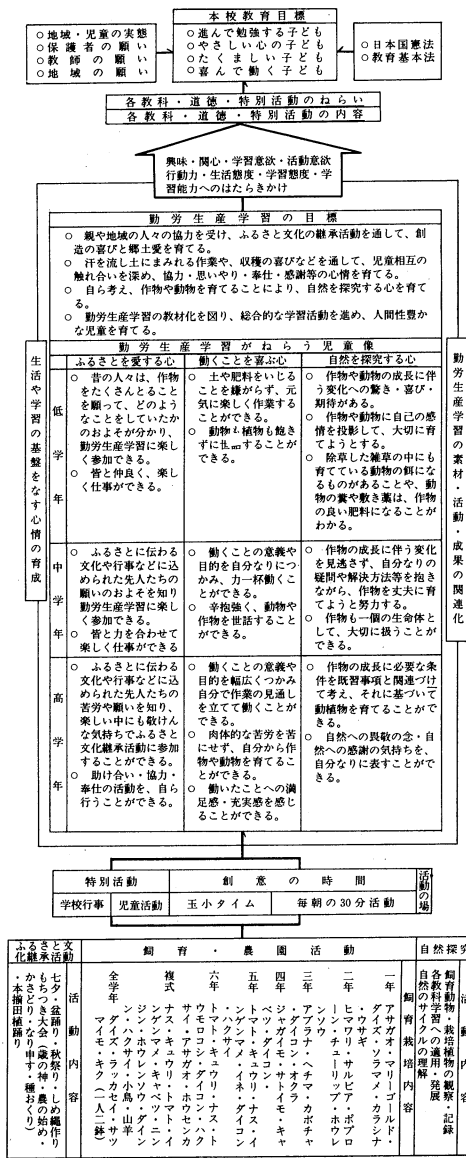 本校教育目標
○進んで勉強する子ども
○やさしい心の子ども
○たくましい子ども
○喜んで働く子ども
○地域・児童の実態
○保護者の願い
○教師の願い
○地域の願い
○日本国憲法
○教育基本法
各教科・道徳・特別活動のねらい
各教科・道徳・特別活動の内容
興味・関心・学習意欲・活動意欲
行動力・生活態度・学習態度・学
習能力へのはたらきかけ
生活や学習の基盤をなす心情の育成
勤労生産学習の素材・活動・成果の関連化
勤労生産学習の目標
○ 親や地域の人々の協力を受け、ふるさと文化の継承活動を通して、創
造の喜びと郷土愛を育てる。
○ 汗を流し土にまみれる作業や、収穫の喜びなどを通して、児童相互の
触れ合いを深め、協力・思いやり・奉仕・感謝等の心情を育てる。
○ 自ら考え、作物や動物を育てることにより、自然を探究する心を育て
る。
○ 勤労生産学習の教材化を図り、総合的な学習活動を進め、人間性豊か
な児童を育てる。
勤労生産学習がねらう児童像
ふるさとを愛する心
働くことを喜ぶ心
自然を探究する心
低学年
○ 昔の人々は、作物
をたくさんとること
を願って、どのよう
なことをしていたか
のおよそが分かり、
勤労生産学習に楽し
く参加できる。
○ 皆と仲良く、楽
しく仕事ができる。
○ 土や肥料をいじる
ことを嫌がらず、元
気に楽しく作業する
ことができる。
○ 動物も植物も飽き
ずに世話することが
できる。
○ 作物や動物の成長に伴
う変化への驚き・喜び・
期待がある。
○ 作物や動物に自己の感
情を投影して、大切に育
てようとする。
○ 除草した雑草の中にも
育てている動物の餌にな
るものがあることや、動
物の糞や敷き藁は、作物
の良い肥料になることが
わかる。
中学年
○ ふるさとに伝わる
文化や行事などに込
められた先人たちの
願いのおよそを知り
勤労生産学習に楽し
く参加できる。
○ 皆と力を合わせて
楽しく仕事ができる
○ 働くことの意義や
目的を自分なりにつ
かみ、力一杯働くこ
とができる。
○ 辛抱強く、動物や
作物を世話すること
ができる。
○ 作物の成長に伴う変化
を見逃さず、自分なりの
疑問や解決方法等を抱き
ながら、作物を丈夫に育
てようと努力する。
○ 作物も一個の生命体と
して、大切に扱うことが
できる。
高学年
○ ふるさとに伝わる
文化や行事などに込
められた先人たちの
苦労や願いを知り、
楽しい中にも敬けん
な気持ちでふるさと
文化継承活動に参加
することができる。
○ 助け合い・協力・
奉仕の活動を、自ら
行うことができる。
○ 働くことの意義や
目的を幅広くつかみ
自分で作業の見通し
を立てて働くことが
できる。
○ 肉体的な苦労を苦
にせず、自分から作
物や動物を育てるこ
とができる。
○ 働いたことへの満
足感・充実感を感じ
ることができる。
○ 作物の成長に必要な条件
を既習事項と関連づけ
て考え、それに基づいて
動植物を育てることがで
きる。
○ 自然への畏敬の念・自
然への感謝の気持ちを、
自分なりに表すことがで
きる。
特別活動
創意の時間
活動の場
学校行事
児童活動
玉小タイム
毎朝の30分活動
ふるさと文
化継承活動
飼育・農園活動
自然探究
活動内容
飼育動物・栽培植物の観察・記録
各教科学習への適用・発展
自然のサイクルの理解
飼育栽培内容
一年
アサガオ・マリーゴールド・
ダイズ・ソラマメ・カラシナ
・ウサギ
二年
ヒマワリ・サルビア・ポプロ
ーン・チューリップ・ホウレ
ンソウ
三年
アブラナ・ヘチマ・カボチャ
・ダイコン・オクラ
四年
ジャガイモ・サトイモ・キャ
ベツ・ダイコン
五年
トマト・キュウリ・ナス・イ
ンゲンマメ・イネ・ダイコン
・ハクサイ
六年
トマト・キュウリ・ナス・ト
ウモロコシ・ダイコン・ハク
サイ・アサガオ・ホウセンカ
複式
ナス・キュウリ・トマト・イ
ンゲンマメ・キャベツ・ニン
ジン・ホウレンソウ・ダイコ
ン・ハクサイ・小鳥・山羊
全学年
ダイズ・ラッカセイ・サツ
マイモ・キク（一人二鉢）
活動内容
七夕・盆踊り・秋祭り・しめ縄作り
もちつき大会（歳の神・農の始め・
かさどり・なり申す・種おくり）
・本揃田植踊り